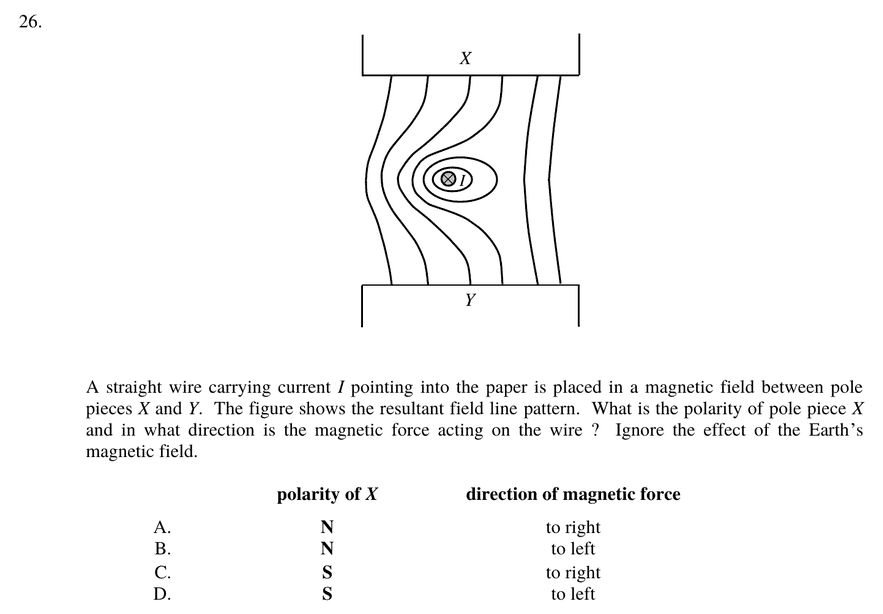 26.
X
I
Y
A straight wire carrying current I pointing into the paper is placed in a magnetic field between pole
pieces X and Y. The figure shows the resultant field line pattern. What is the polarity of pole piece X
and in what direction is the magnetic force acting on the wire ? Ignore the effect of the Earth's
magnetic field.
polarity of X direction of magnetic force
A. N to right
B. N to left
C. S to right
D. S to left